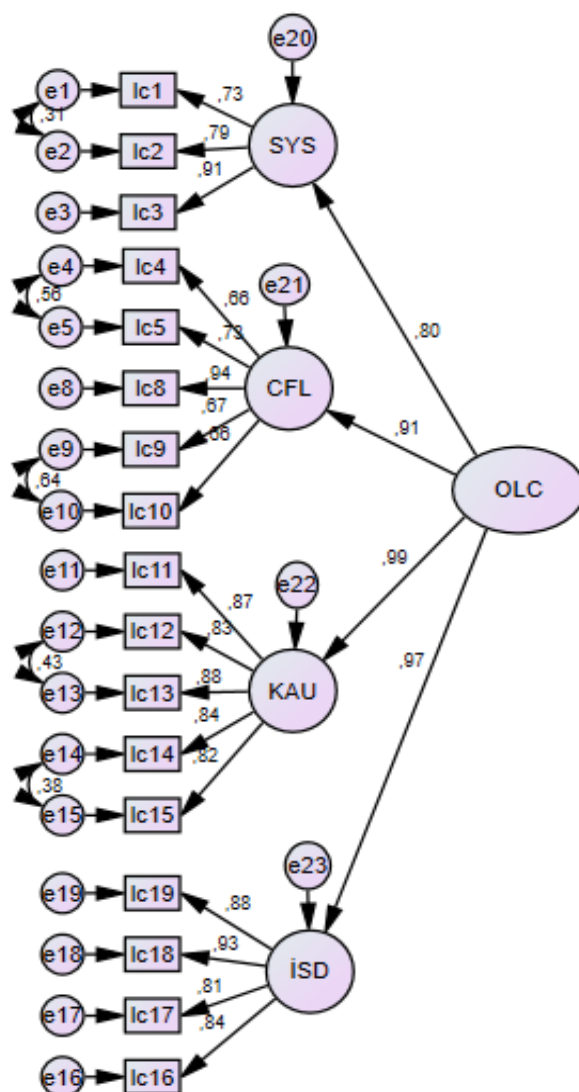 e20
e1
lc1
,73
,31
e2
lc2
,79
SYS
,91
e3
lc3
e4
lc4
,56
,66
e21
e5
lc5
,73
,80
e8
lc8
,94
CFL
,67
,91
e9
lc9
,66
,64
OLC
e10
lc10
e11
lc11
,99
e22
,87
e12
lc12
,83
,43
,97
e13
lc13
,88
KAU
,84
e14
lc14
,82
,38
e15
lc15
e23
e19
lc19
,88
e18
lc18
,93
İSD
,81
e17
lc17
,84
e16
lc16